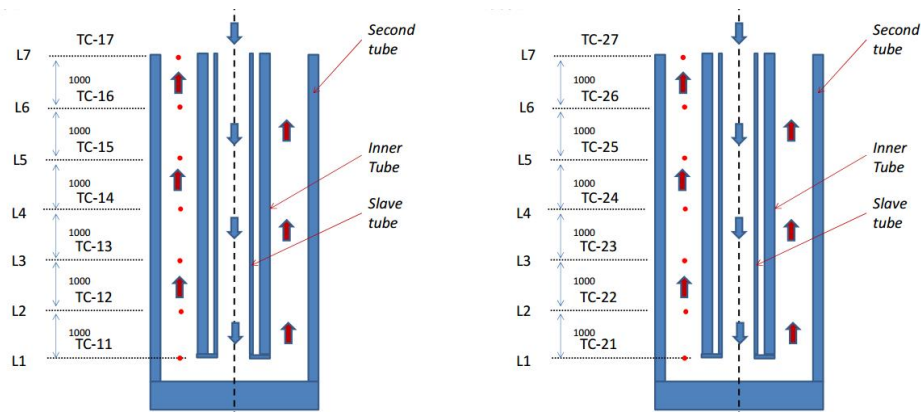 TC-17
L7
1000
TC-16
L6
1000
TC-15
L5
1000
TC-14
L4
1000
TC-13
L3
1000
TC-12
L2
1000
TC-11
L1
Second
tube
Inner
Tube
Slave
tube
TC-27
L7
1000
TC-26
L6
1000
TC-25
L5
1000
TC-24
L4
1000
TC-23
L3
1000
TC-22
L2
1000
TC-21
L1
Second
tube
Inner
Tube
Slave
tube